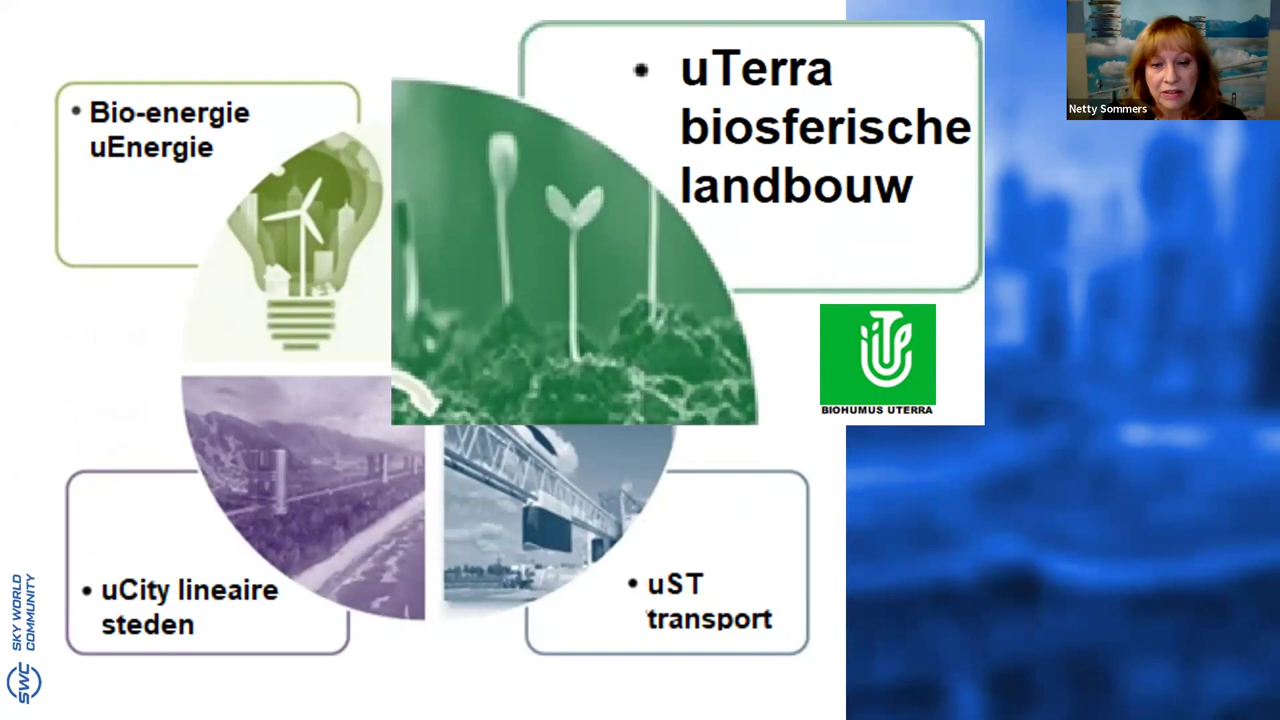 Bio-energie
uEnergie
uTerra
biosferische
landbouw
Netty Sommers
BIOHUMUS UTERRA
uCity lineaire
steden
uST
transport
SWC SKY WORLD
COMMUNITY